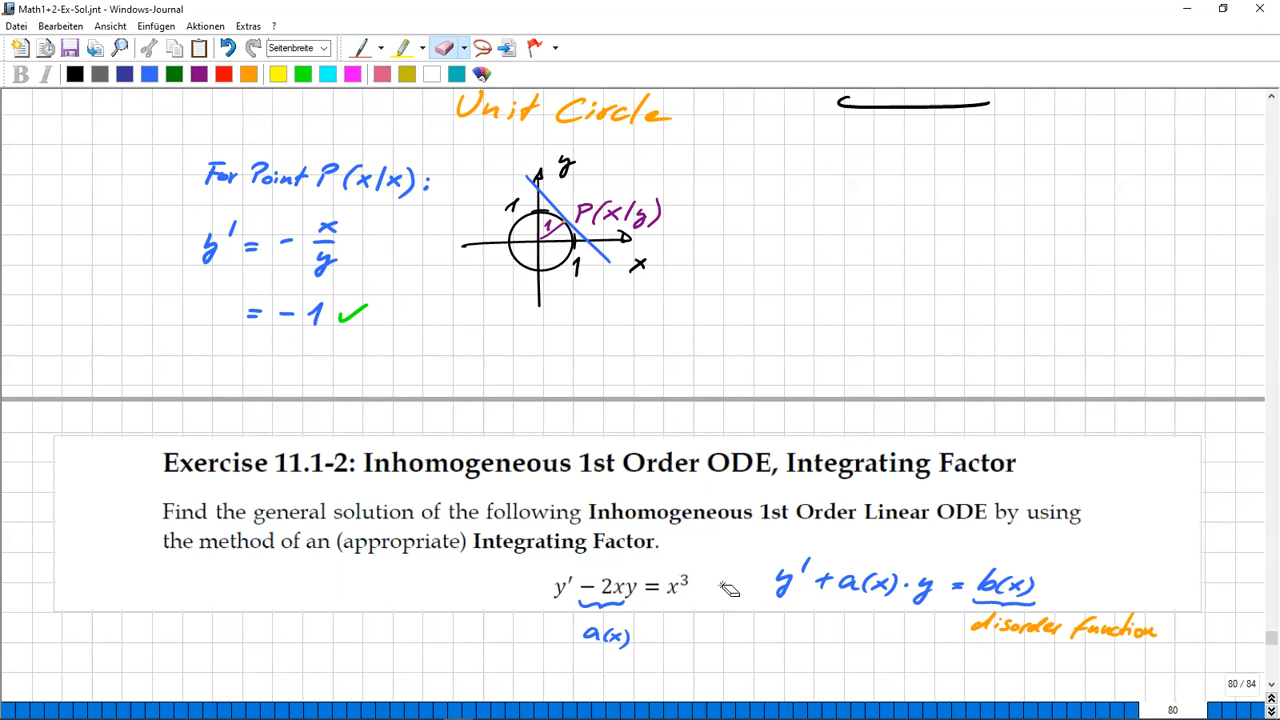 Math1+2-Ex-Sol.jnt - Windows-Journal
Datei Bearbeiten Ansicht Einfügen Aktionen Extras ?
Seitenbreite
B I
Unit Circle
For Point P(x/x):
y' = - x/y
= -1 ✓
y
1
1
P(x/y)
1
x
Exercise 11.1-2: Inhomogeneous 1st Order ODE, Integrating Factor
Find the general solution of the following Inhomogeneous 1st Order Linear ODE by using
the method of an (appropriate) Integrating Factor.
y′ − 2xy = x³ y' + a(x) · y = b(x)
a(x) disorder function
80 / 84
80